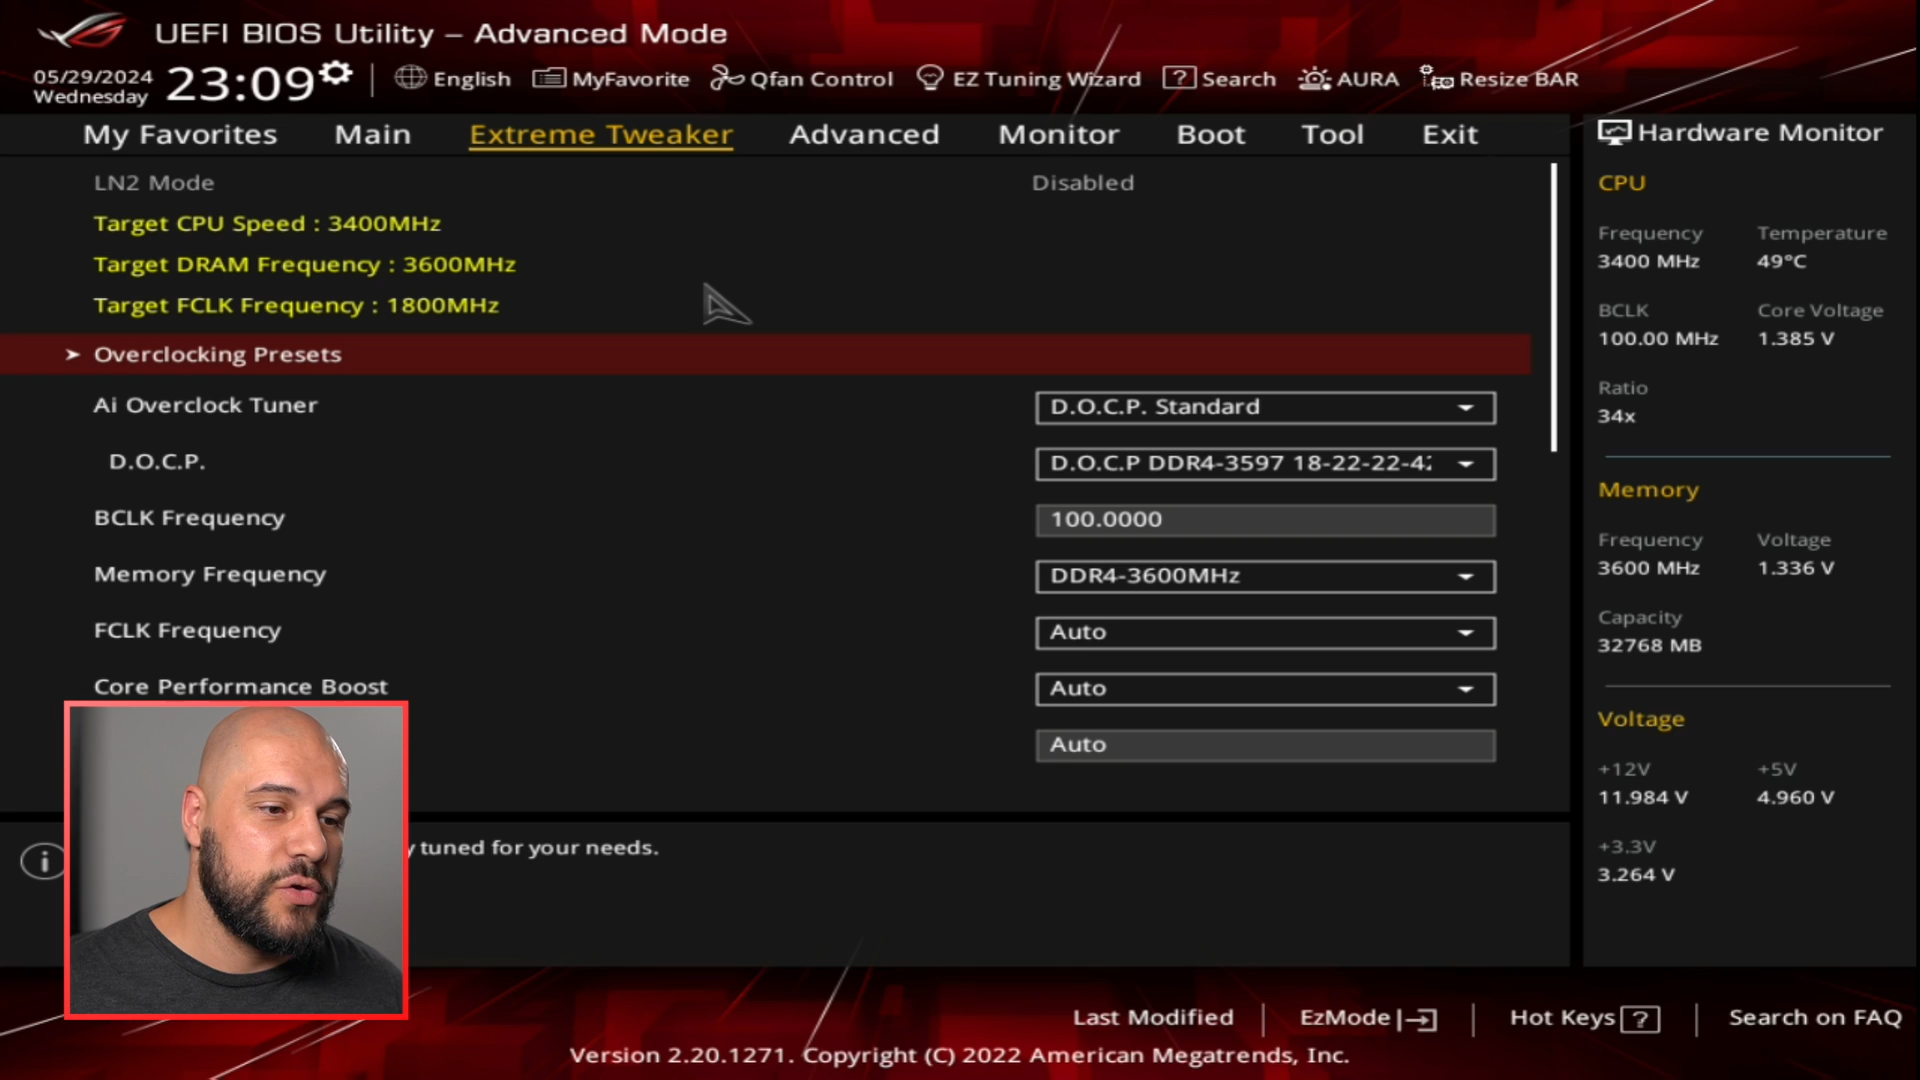 UEFI BIOS Utility – Advanced Mode
05/29/2024
Wednesday
23:09
English
MyFavorite
Qfan Control
EZ Tuning Wizard
? Search
AURA
Resize BAR
My Favorites
Main
Extreme Tweaker
Advanced
Monitor
Boot
Tool
Exit
LN2 Mode Disabled
Target CPU Speed : 3400MHz
Target DRAM Frequency : 3600MHz
Target FCLK Frequency : 1800MHz
Overclocking Presets
Ai Overclock Tuner D.O.C.P. Standard
D.O.C.P. D.O.C.P DDR4-3597 18-22-22-4
BCLK Frequency 100.0000
Memory Frequency DDR4-3600MHz
FCLK Frequency Auto
Core Performance Boost Auto
Auto
i
tuned for your needs.
Hardware Monitor
CPU
Frequency Temperature
3400 MHz 49°C
BCLK Core Voltage
100.00 MHz 1.385 V
Ratio
34x
Memory
Frequency Voltage
3600 MHz 1.336 V
Capacity
32768 MB
Voltage
+12V +5V
11.984 V 4.960 V
+3.3V
3.264 V
Last Modified
EzMode
Hot Keys ?
Search on FAQ
Version 2.20.1271. Copyright (C) 2022 American Megatrends, Inc.